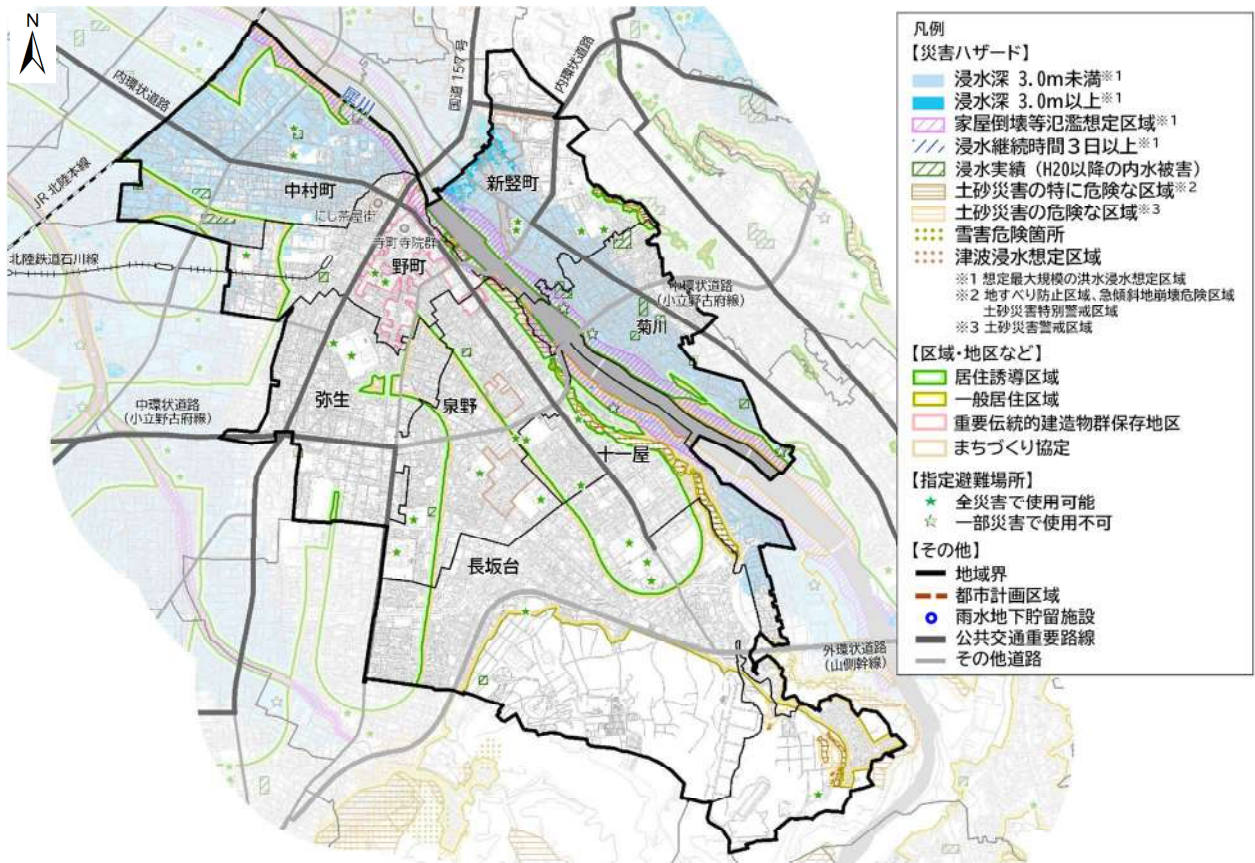 N
内環状道路
国道157号
内環状道路
犀川
JR北陸本線
中村町
新竪町
にし茶屋街
寺町寺院群
北陸鉄道石川線
野町
中環状道路
(小立野古府線)
菊川
弥生
泉野
中環状道路
(小立野古府線)
十一屋
長坂台
外環状道路
(山側幹線)
凡例
【災害ハザード】
浸水深 3.0m未満※1
浸水深 3.0m以上※1
家屋倒壊等氾濫想定区域※1
浸水継続時間3日以上※1
浸水実績(H20以降の内水被害)
土砂災害の特に危険な区域※2
土砂災害の危険な区域※3
雪害危険箇所
津波浸水想定区域
※1 想定最大規模の洪水浸水想定区域
※2 地すべり防止区域、急傾斜地崩壊危険区域
土砂災害特別警戒区域
※3 土砂災害警戒区域
【区域・地区など】
居住誘導区域
一般居住区域
重要伝統的建造物群保存地区
まちづくり協定
【指定避難場所】
全災害で使用可能
一部災害で使用不可
【その他】
地域界
都市計画区域
雨水地下貯留施設
公共交通重要路線
その他道路